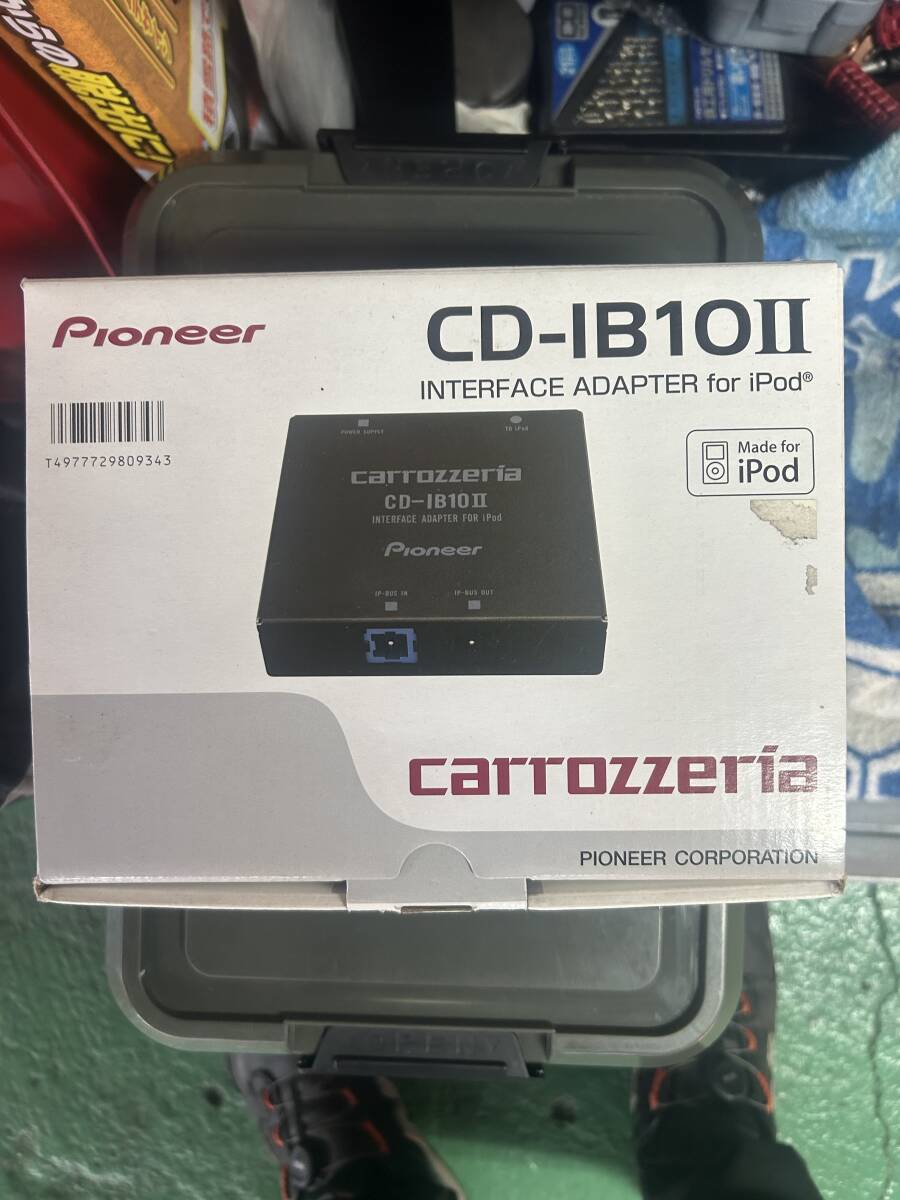 Pioneer
CD-IB10II
INTERFACE ADAPTER for iPod®
T4977729809343
Made for
iPod
POWER SUPPLY
TO iPod
carrozzeria
CD-IB10II
INTERFACE ADAPTER FOR iPod
Pioneer
IP-BUS IN
IP-BUS OUT
carrozzeria
PIONEER CORPORATION